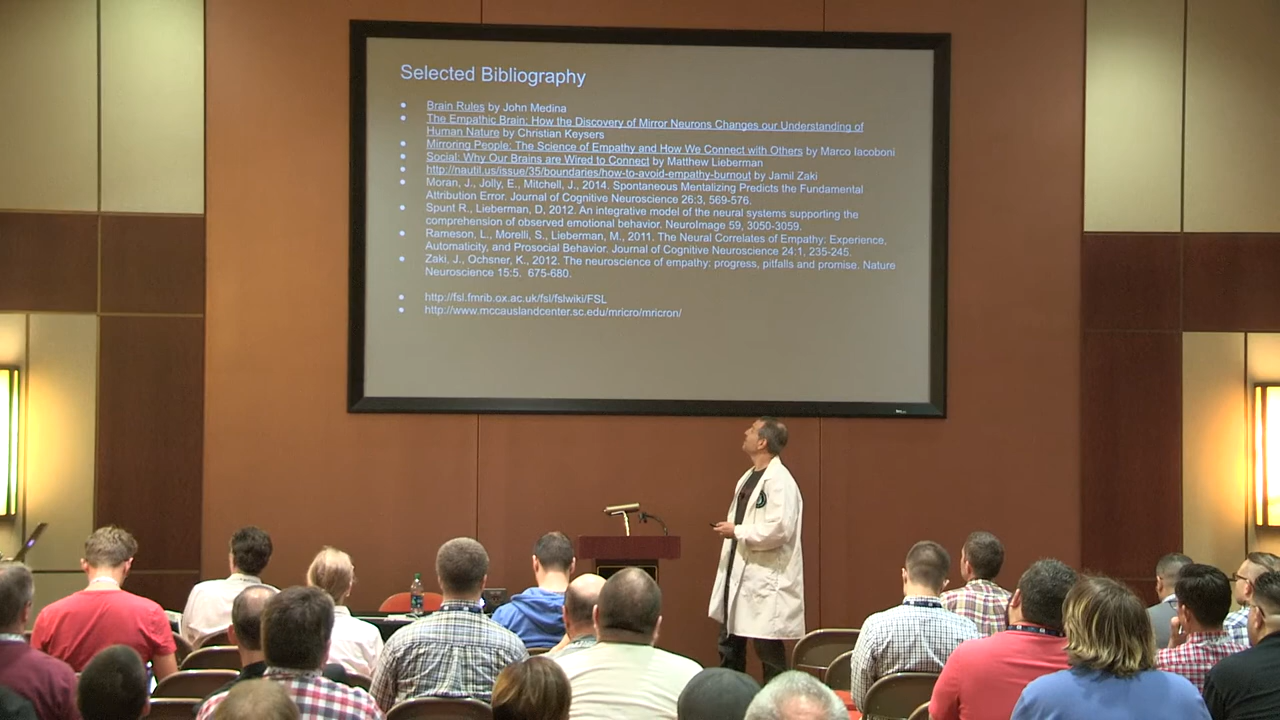 Selected Bibliography
Brain Rules by John Medina
The Empathic Brain: How the Discovery of Mirror Neurons Changes our Understanding of
Human Nature by Christian Keysers
Mirroring People: The Science of Empathy and How We Connect with Others by Marco Iacoboni
Social: Why Our Brains are Wired to Connect by Matthew Lieberman
http://nautil.us/issue/35/boundaries/how-to-avoid-empathy-burnout by Jamil Zaki
Moran, J., Jolly, E., Mitchell, J., 2014. Spontaneous Mentalizing Predicts the Fundamental
Attribution Error. Journal of Cognitive Neuroscience 26:3, 569-576.
Spunt R., Lieberman, D, 2012. An integrative model of the neural systems supporting the
comprehension of observed emotional behavior. NeuroImage 59, 3050-3059.
Rameson, L., Morelli, S., Lieberman, M., 2011. The Neural Correlates of Empathy: Experience,
Automaticity, and Prosocial Behavior. Journal of Cognitive Neuroscience 24:1, 235-245.
Zaki, J., Ochsner, K., 2012. The neuroscience of empathy: progress, pitfalls and promise. Nature
Neuroscience 15:5. 675-680.
http://fsl.fmrib.ox.ac.uk/fsl/fslwiki/FSL
http://www.mccauslandcenter.sc.edu/mricro/mricron/